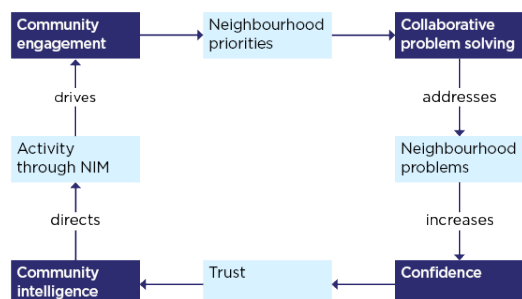 Community
engagement
Neighbourhood
priorities
Collaborative
problem solving
drives
addresses
Activity
through NIM
Neighbourhood
problems
directs
increases
Community
intelligence
Trust
Confidence